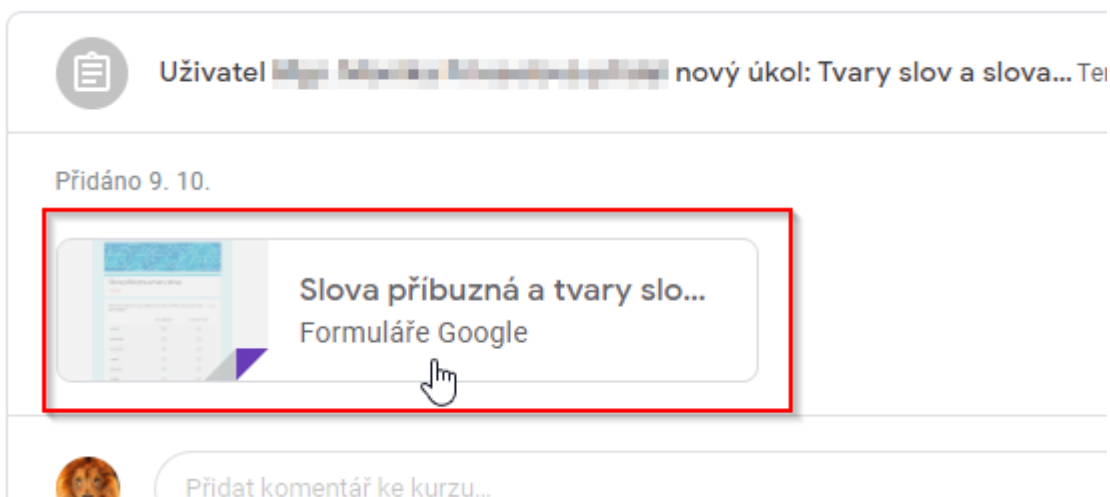 Uživatel nový úkol: Tvary slov a slova... Ter
Přidáno 9. 10.
Slova příbuzná a tvary slo...
Formuláře Google
Přidat komentář ke kurzu...